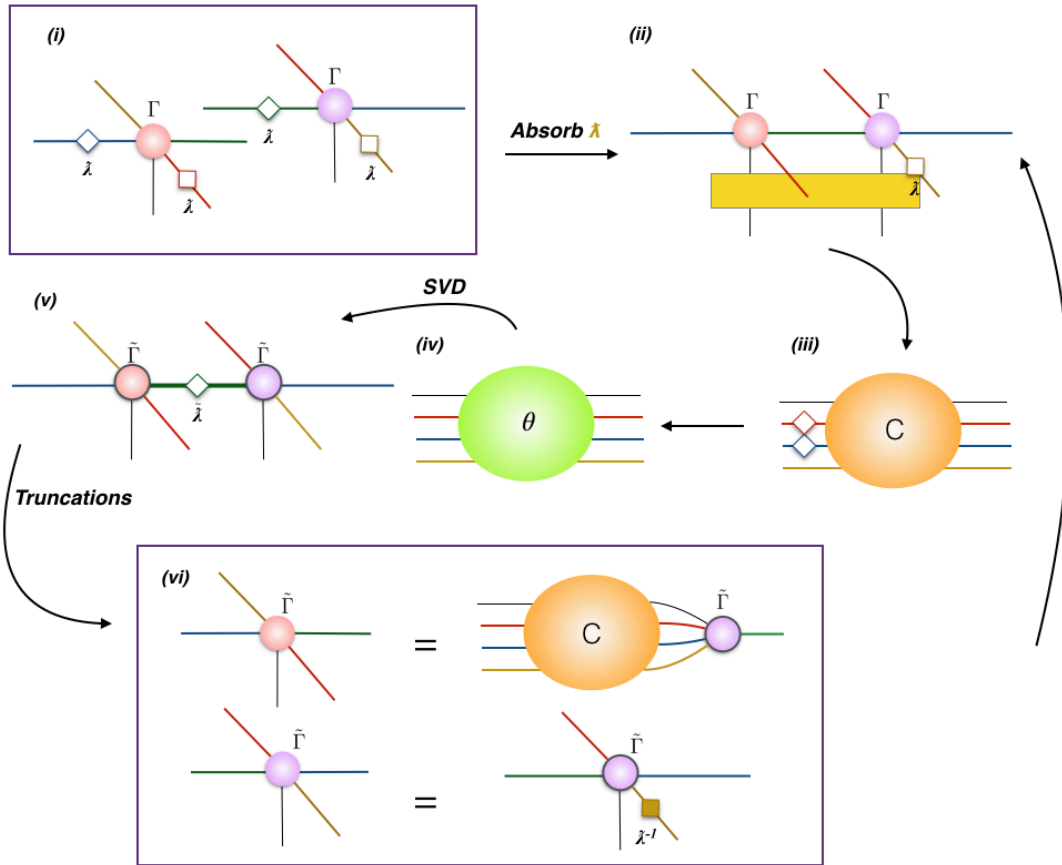 (i)
Γ
λ̃
λ̃
Γ
λ̃
λ̃
Absorb λ̃
(ii)
Γ
Γ
λ̃
(iii)
C
(iv)
θ
SVD
(v)
Γ̃
Γ̃
λ̃
Truncations
(vi)
Γ̃
=
C
Γ̃
Γ̃
=
Γ̃
λ̃⁻¹